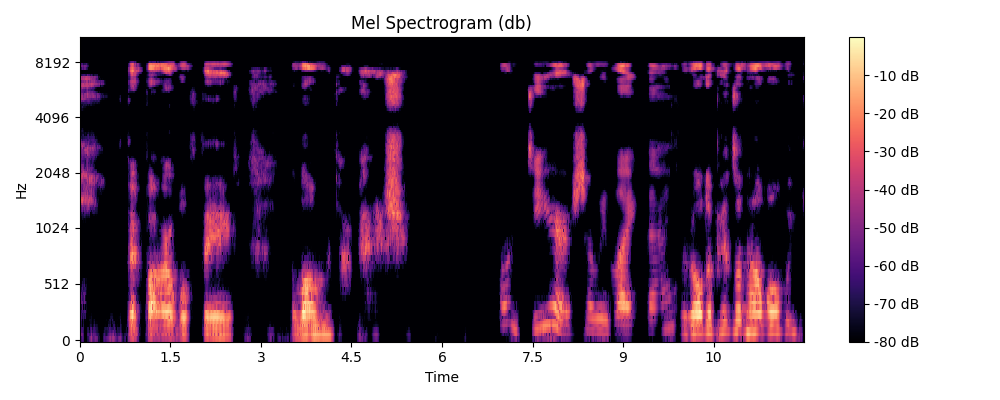 Mel Spectrogram (db)
8192
4096
2048
1024
512
0
Hz
0 1.5 3 4.5 6 7.5 9 10
Time
-10 dB
-20 dB
-30 dB
-40 dB
-50 dB
-60 dB
-70 dB
-80 dB